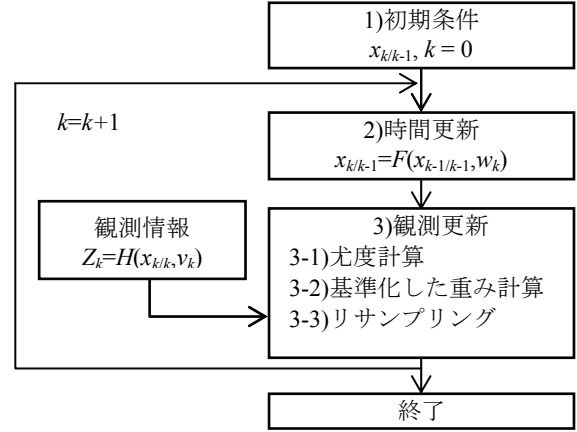 1)初期条件
x_{k/k-1}, k = 0
k=k+1
2)時間更新
x_{k/k-1}=F(x_{k-1/k-1},w_k)
観測情報
Z_k=H(x_{k/k},v_k)
3)観測更新
3-1)尤度計算
3-2)基準化した重み計算
3-3)リサンプリング
終了